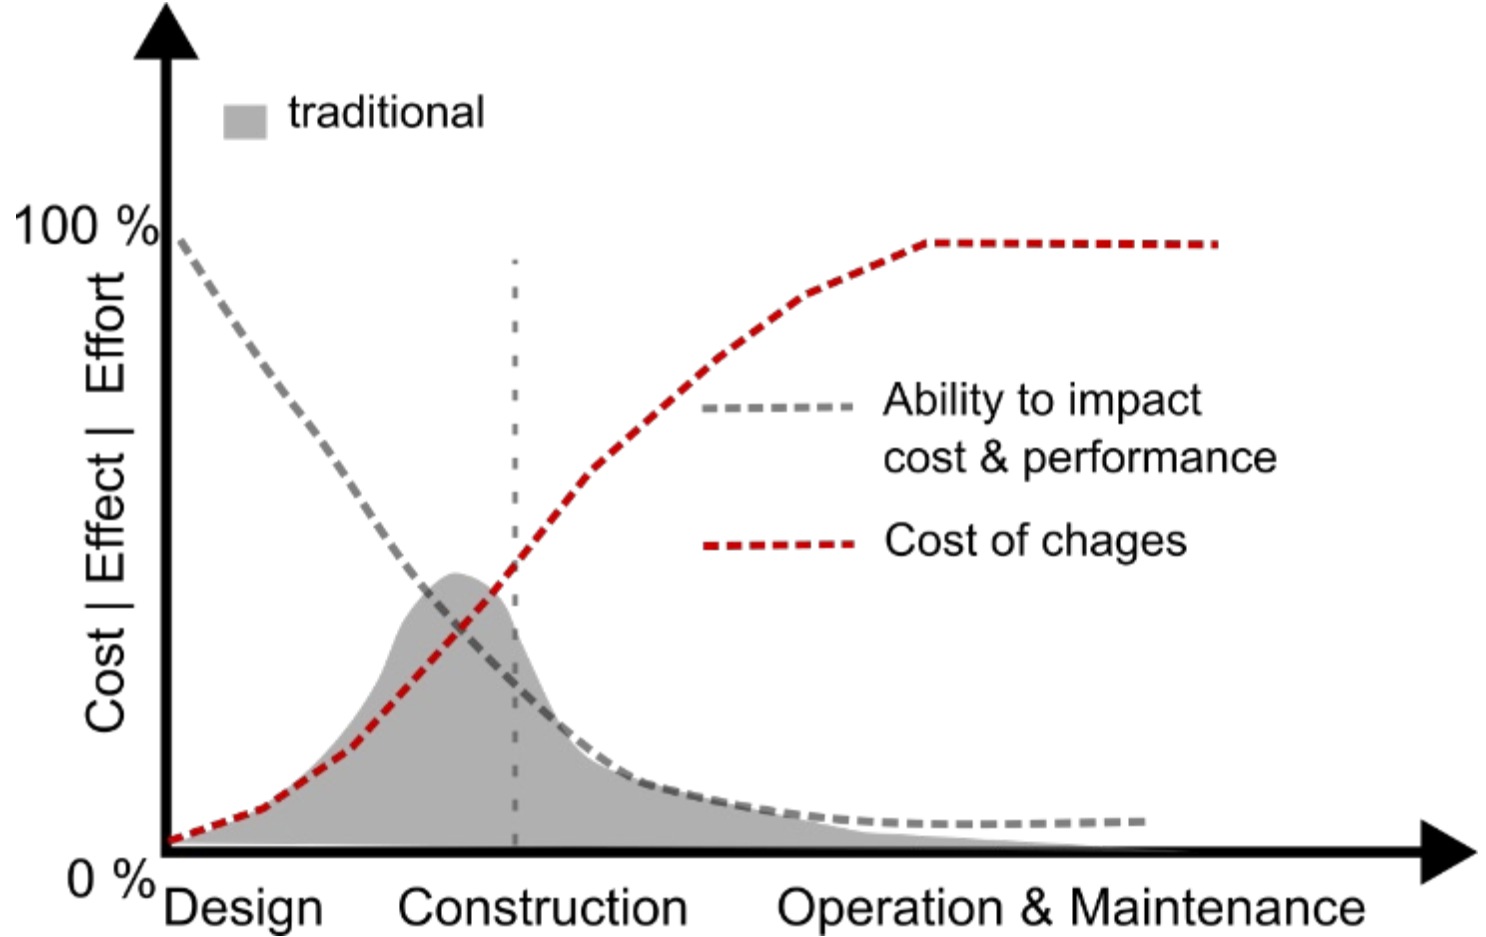 traditional
100 %
Cost | Effect | Effort
Ability to impact
cost & performance
Cost of chages
0 %
Design
Construction
Operation & Maintenance